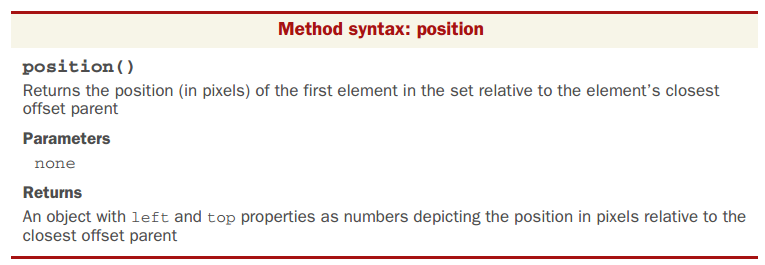 Method syntax: position
position()
Returns the position (in pixels) of the first element in the set relative to the element’s closest
offset parent
Parameters
none
Returns
An object with left and top properties as numbers depicting the position in pixels relative to the
closest offset parent